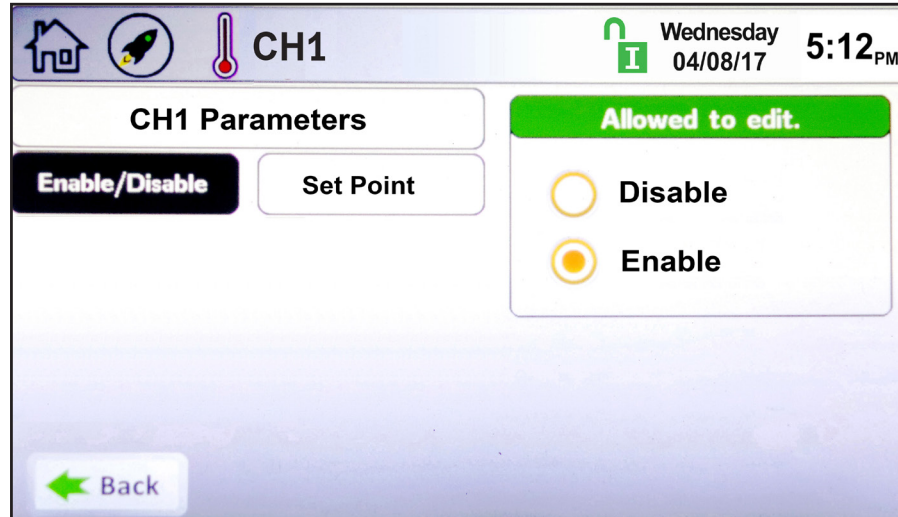 CH1
Wednesday
04/08/17
5:12PM
I
CH1 Parameters
Allowed to edit.
Enable/Disable
Set Point
Disable
Enable
Back